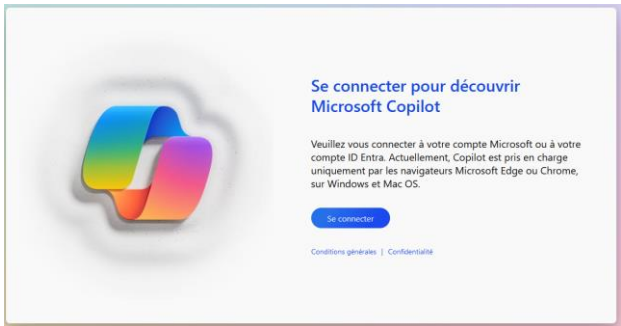 Se connecter pour découvrir
Microsoft Copilot
Veuillez vous connecter à votre compte Microsoft ou à votre
compte ID Entra. Actuellement, Copilot est pris en charge
uniquement par les navigateurs Microsoft Edge ou Chrome,
sur Windows et Mac OS.
Se connecter
Conditions générales | Confidentialité